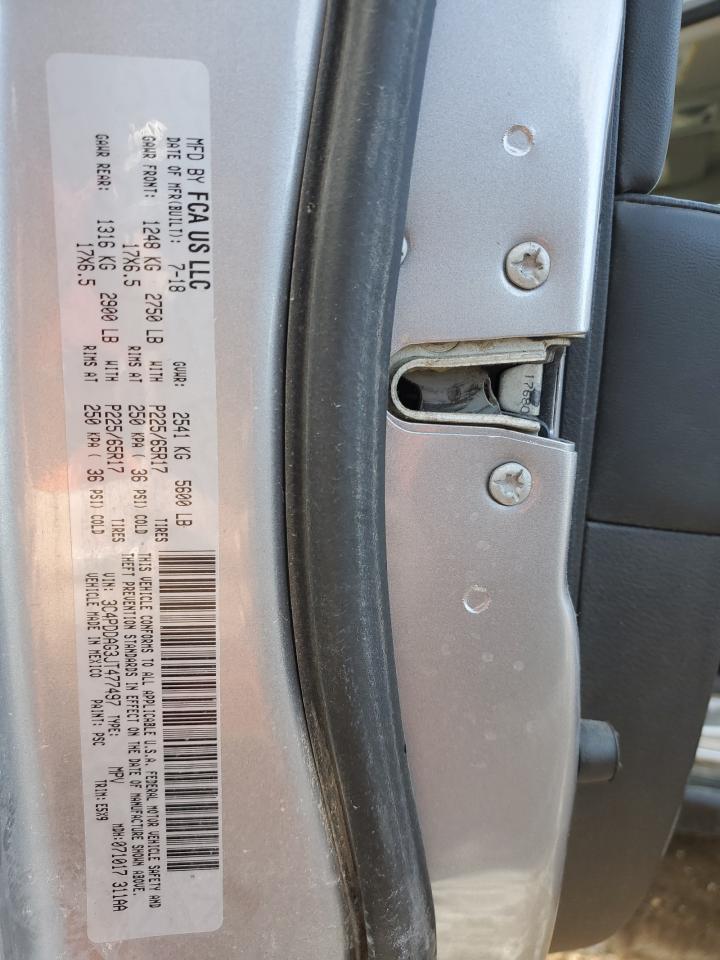 MFD BY FCA US LLC
DATE OF MFR(BUILT): 7-18 GVWR: 2541 KG 5600 LB
GAWR FRONT: 1248 KG 2750 LB WITH P225/65R17 TIRES
17X6.5 RIMS AT 250 KPA ( 36 PSI) COLD
GAWR REAR: 1316 KG 2900 LB WITH P225/65R17 TIRES
17X6.5 RIMS AT 250 KPA ( 36 PSI) COLD
THIS VEHICLE CONFORMS TO ALL APPLICABLE U.S.A. FEDERAL MOTOR VEHICLE SAFETY AND
THEFT PREVENTION STANDARDS IN EFFECT ON THE DATE OF MANUFACTURE SHOWN ABOVE.
VIN: 3C4PDDAG3JT477497 TYPE: MPV MDH:071017 311AA
VEHICLE MADE IN MEXICO PAINT: PSC TRIM: E5X9